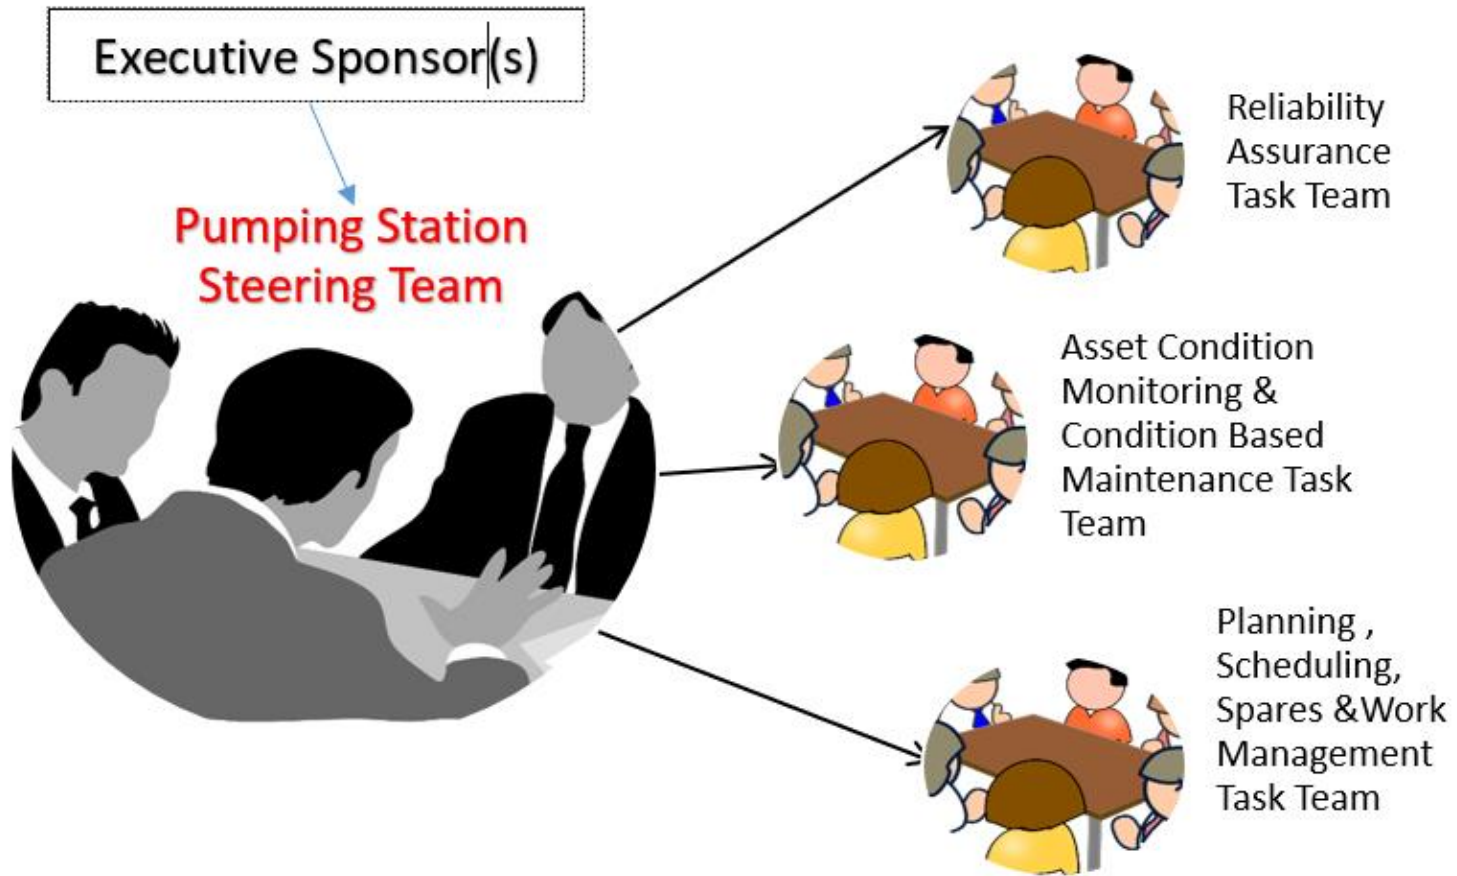 Executive Sponsor(s)
Pumping Station
Steering Team
Reliability
Assurance
Task Team
Asset Condition
Monitoring &
Condition Based
Maintenance Task
Team
Planning ,
Scheduling,
Spares &Work
Management
Task Team